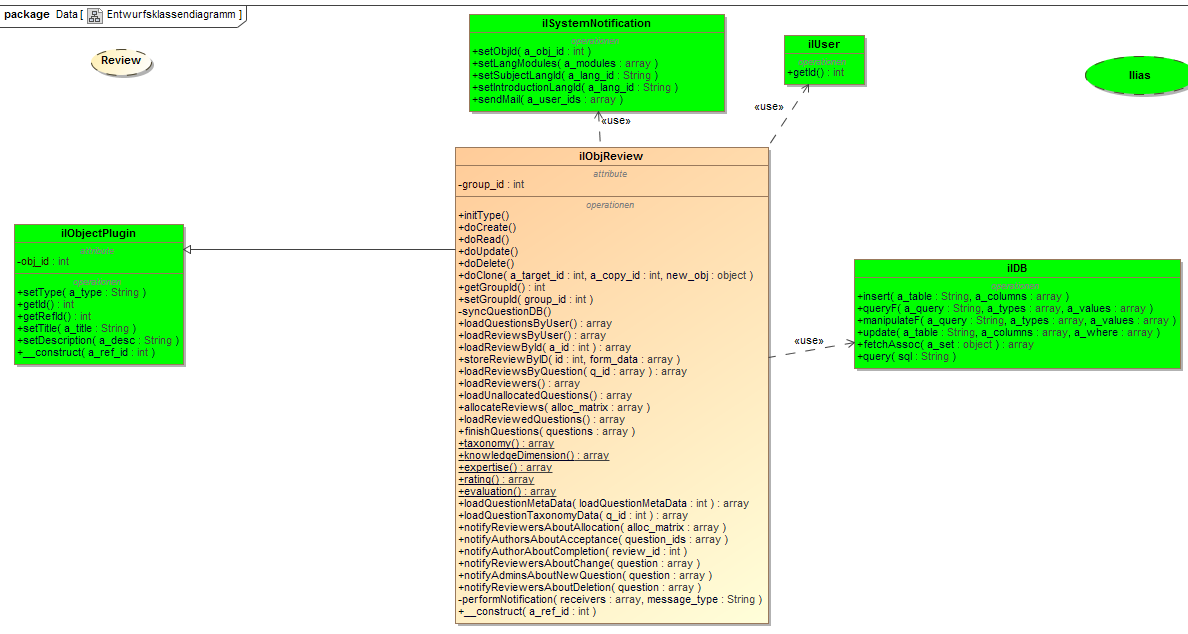 package Data [ Entwurfsklassendiagramm ]
Review
ilSystemNotification
operationen
+setObjId( a_obj_id : int )
+setLangModules( a_modules : array )
+setSubjectLangId( a_lang_id : String )
+setIntroductionLangId( a_lang_id : String )
+sendMail( a_user_ids : array )
ilUser
operationen
+getId() : int
Ilias
«use»
«use»
ilObjReview
attribute
-group_id : int
operationen
+initType()
+doCreate()
+doRead()
+doUpdate()
+doDelete()
+doClone( a_target_id : int, a_copy_id : int, new_obj : object )
+getGroupId() : int
+setGroupId( group_id : int )
-syncQuestionDB()
+loadQuestionsByUser() : array
+loadReviewsByUser() : array
+loadReviewById( a_id : int ) : array
+storeReviewByID( id : int, form_data : array )
+loadReviewsByQuestion( q_id : array ) : array
+loadReviewers() : array
+loadUnallocatedQuestions() : array
+allocateReviews( alloc_matrix : array )
+loadReviewedQuestions() : array
+finishQuestions( questions : array )
+taxonomy() : array
+knowledgeDimension() : array
+expertise() : array
+rating() : array
+evaluation() : array
+loadQuestionMetaData( loadQuestionMetaData : int ) : array
+loadQuestionTaxonomyData( q_id : int ) : array
+notifyReviewersAboutAllocation( alloc_matrix : array )
+notifyAuthorsAboutAcceptance( question_ids : array )
+notifyAuthorAboutCompletion( review_id : int )
+notifyReviewersAboutChange( question : array )
+notifyAdminsAboutNewQuestion( question : array )
+notifyReviewersAboutDeletion( question : array )
-performNotification( receivers : array, message_type : String )
+__construct( a_ref_id : int )
ilObjectPlugin
attribute
-obj_id : int
operationen
+setType( a_type : String )
+getId() : int
+getRefId() : int
+setTitle( a_title : String )
+setDescription( a_desc : String )
+__construct( a_ref_id : int )
«use»
ilDB
operationen
+insert( a_table : String, a_columns : array )
+queryF( a_query : String, a_types : array, a_values : array )
+manipulateF( a_query : String, a_types : array, a_values : array )
+update( a_table : String, a_columns : array, a_where : array )
+fetchAssoc( a_set : object ) : array
+query( sql : String )